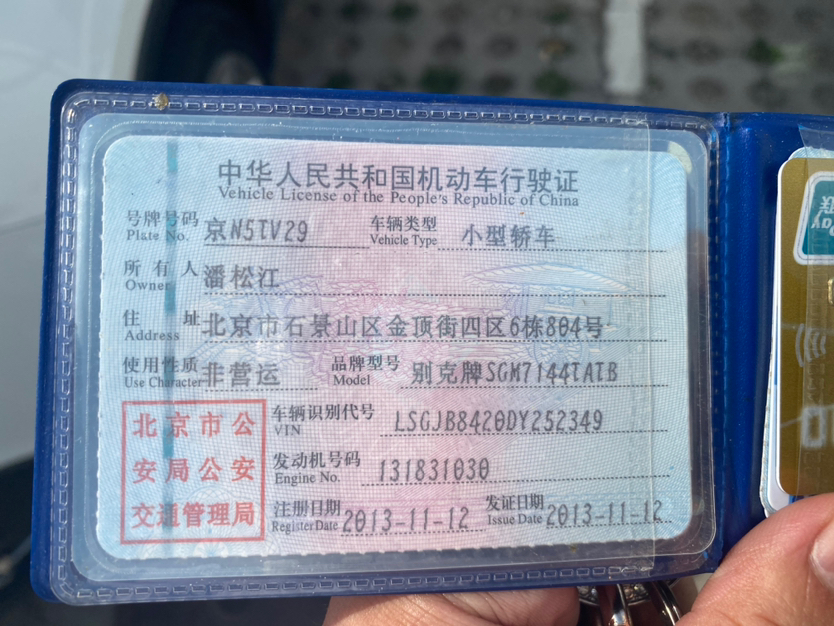 中华人民共和国机动车行驶证
Vehicle License of the People's Republic of China
号牌号码 京N5TV29 车辆类型 小型轿车
Plate No. Vehicle Type
所有人 潘松江
Owner
住址 北京市石景山区金顶街四区6栋804号
Address
使用性质 非营运 品牌型号 别克牌SGM7144TATB
Use Character Model
北京市公
安局公安
交通管理局
车辆识别代号 LSGJB8420DY252349
VIN
发动机号码 131831030
Engine No.
注册日期 2013-11-12 发证日期 2013-11-12
Register Date Issue Date
Pay